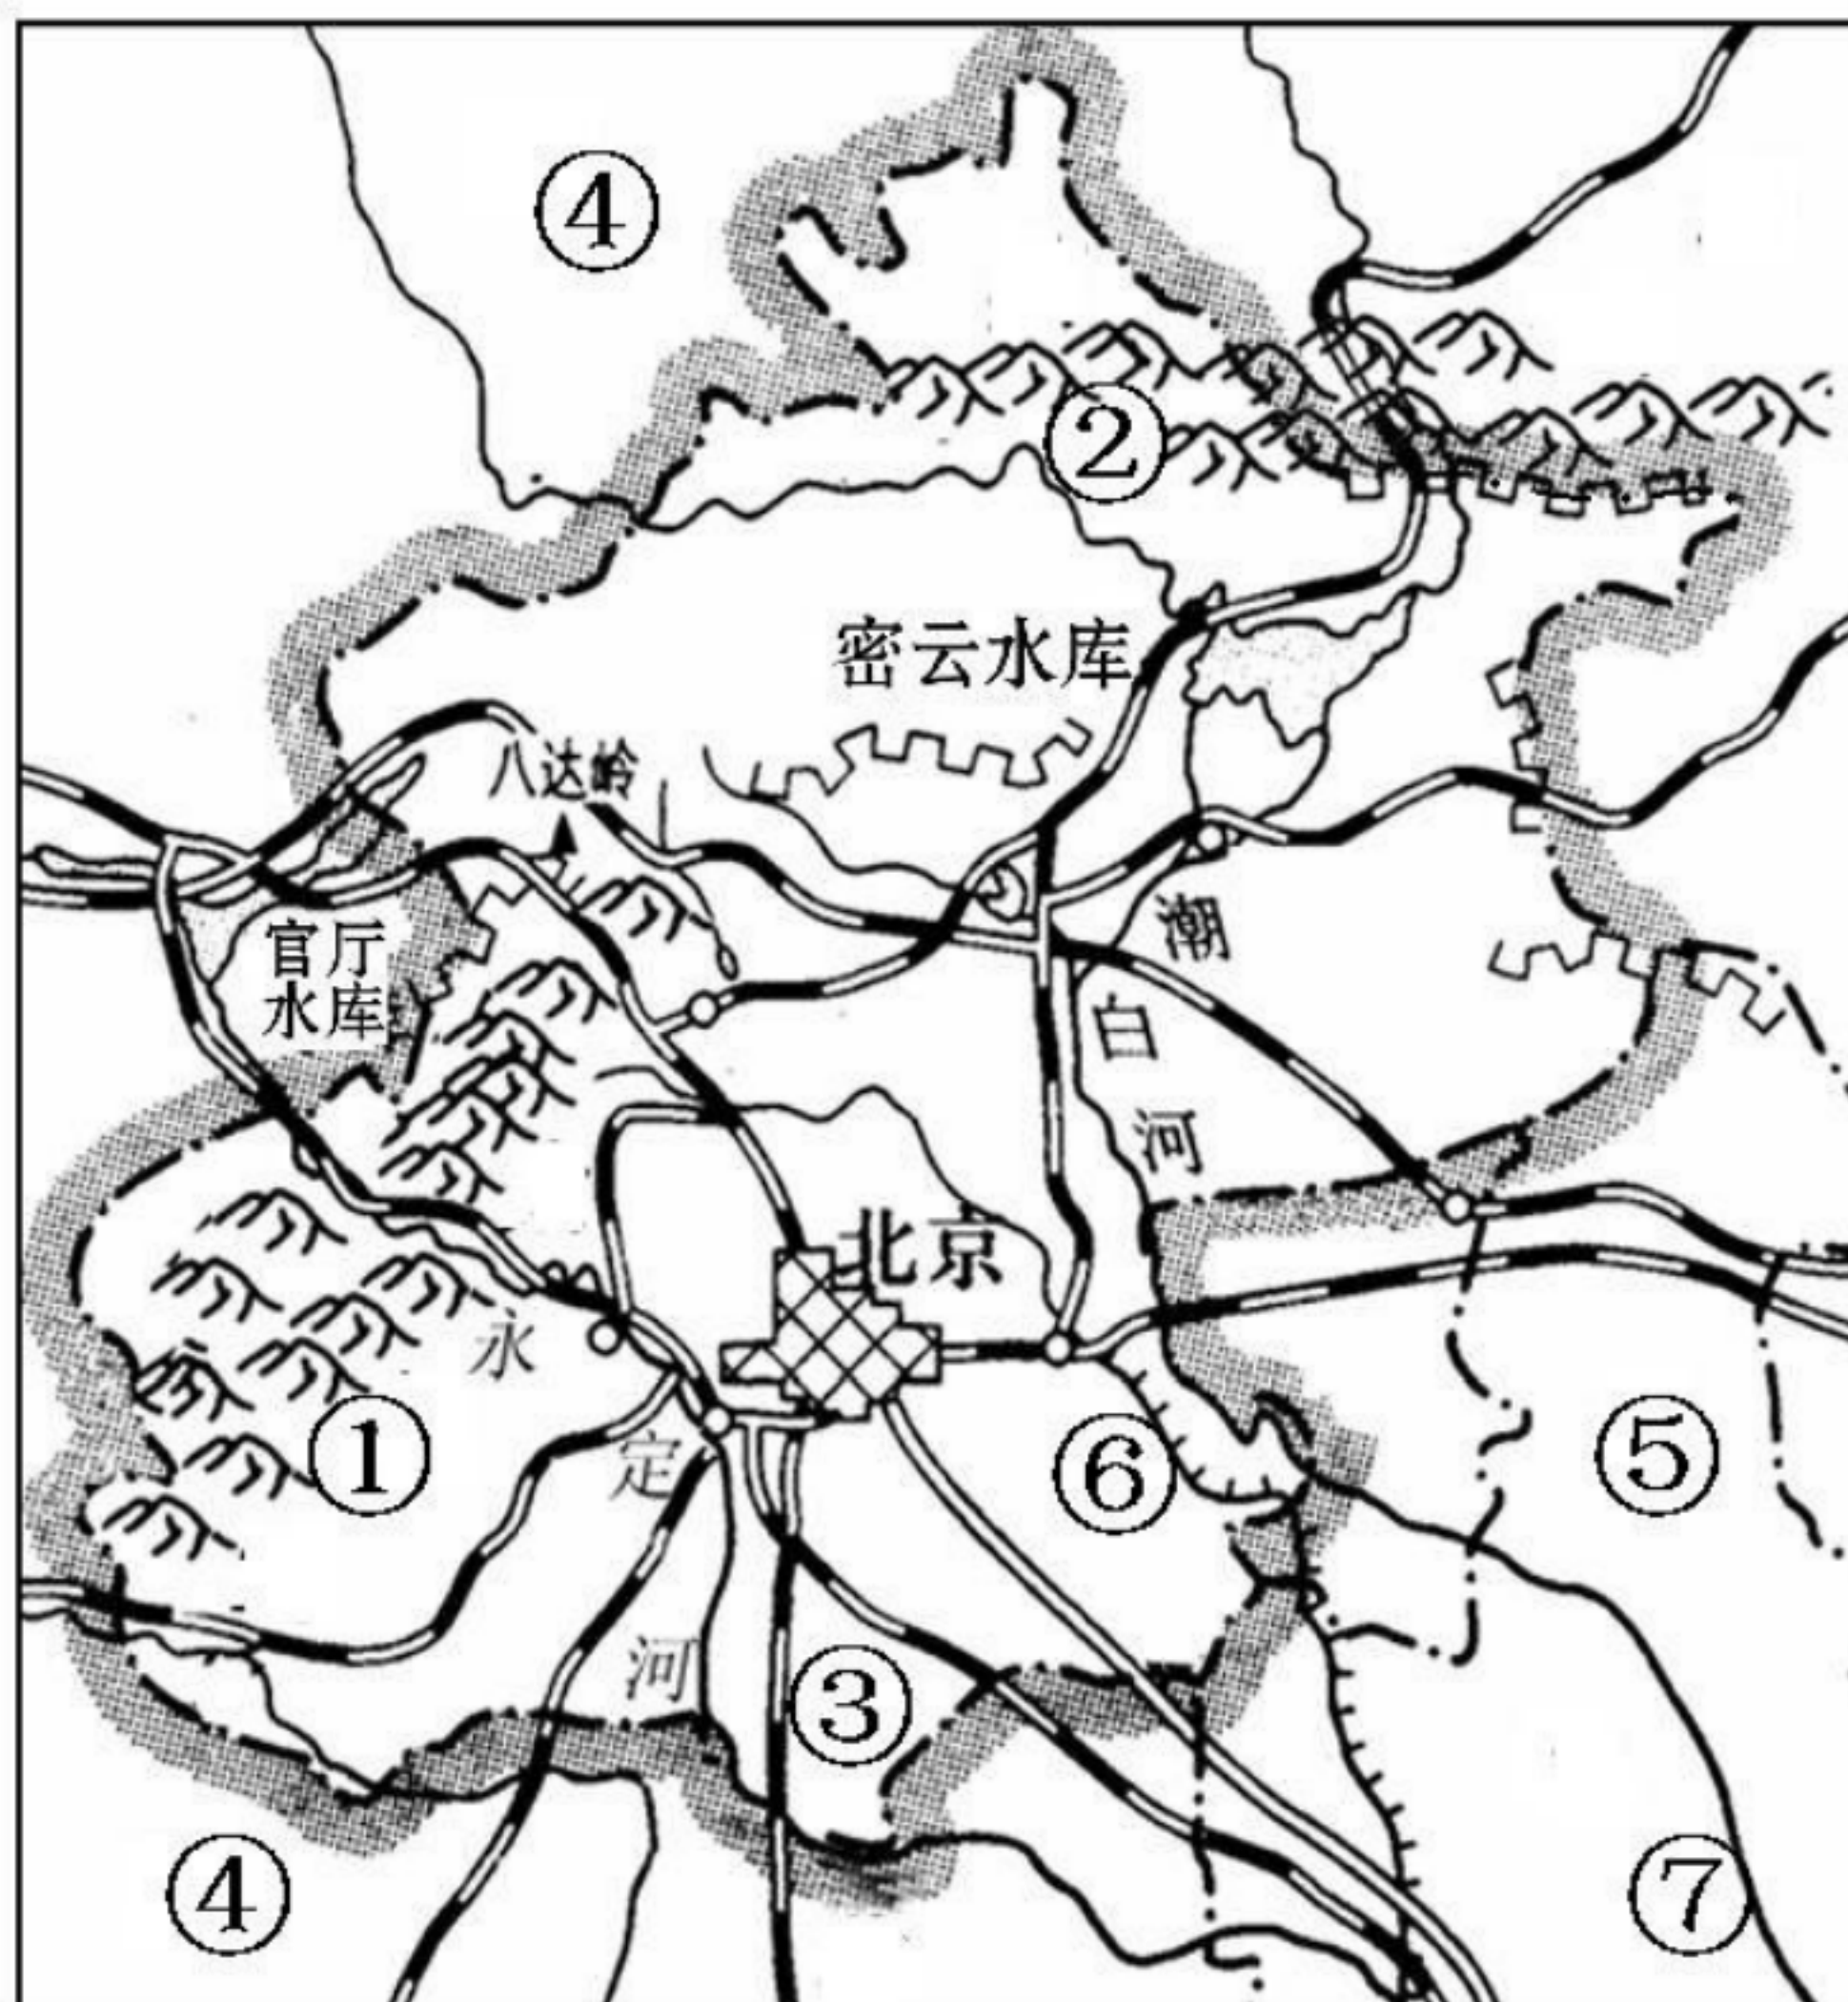 ④
②
密云水库
八达岭
官厅
水库
潮
白
河
北京
永
定
河
①
⑥
⑤
③
④
⑦